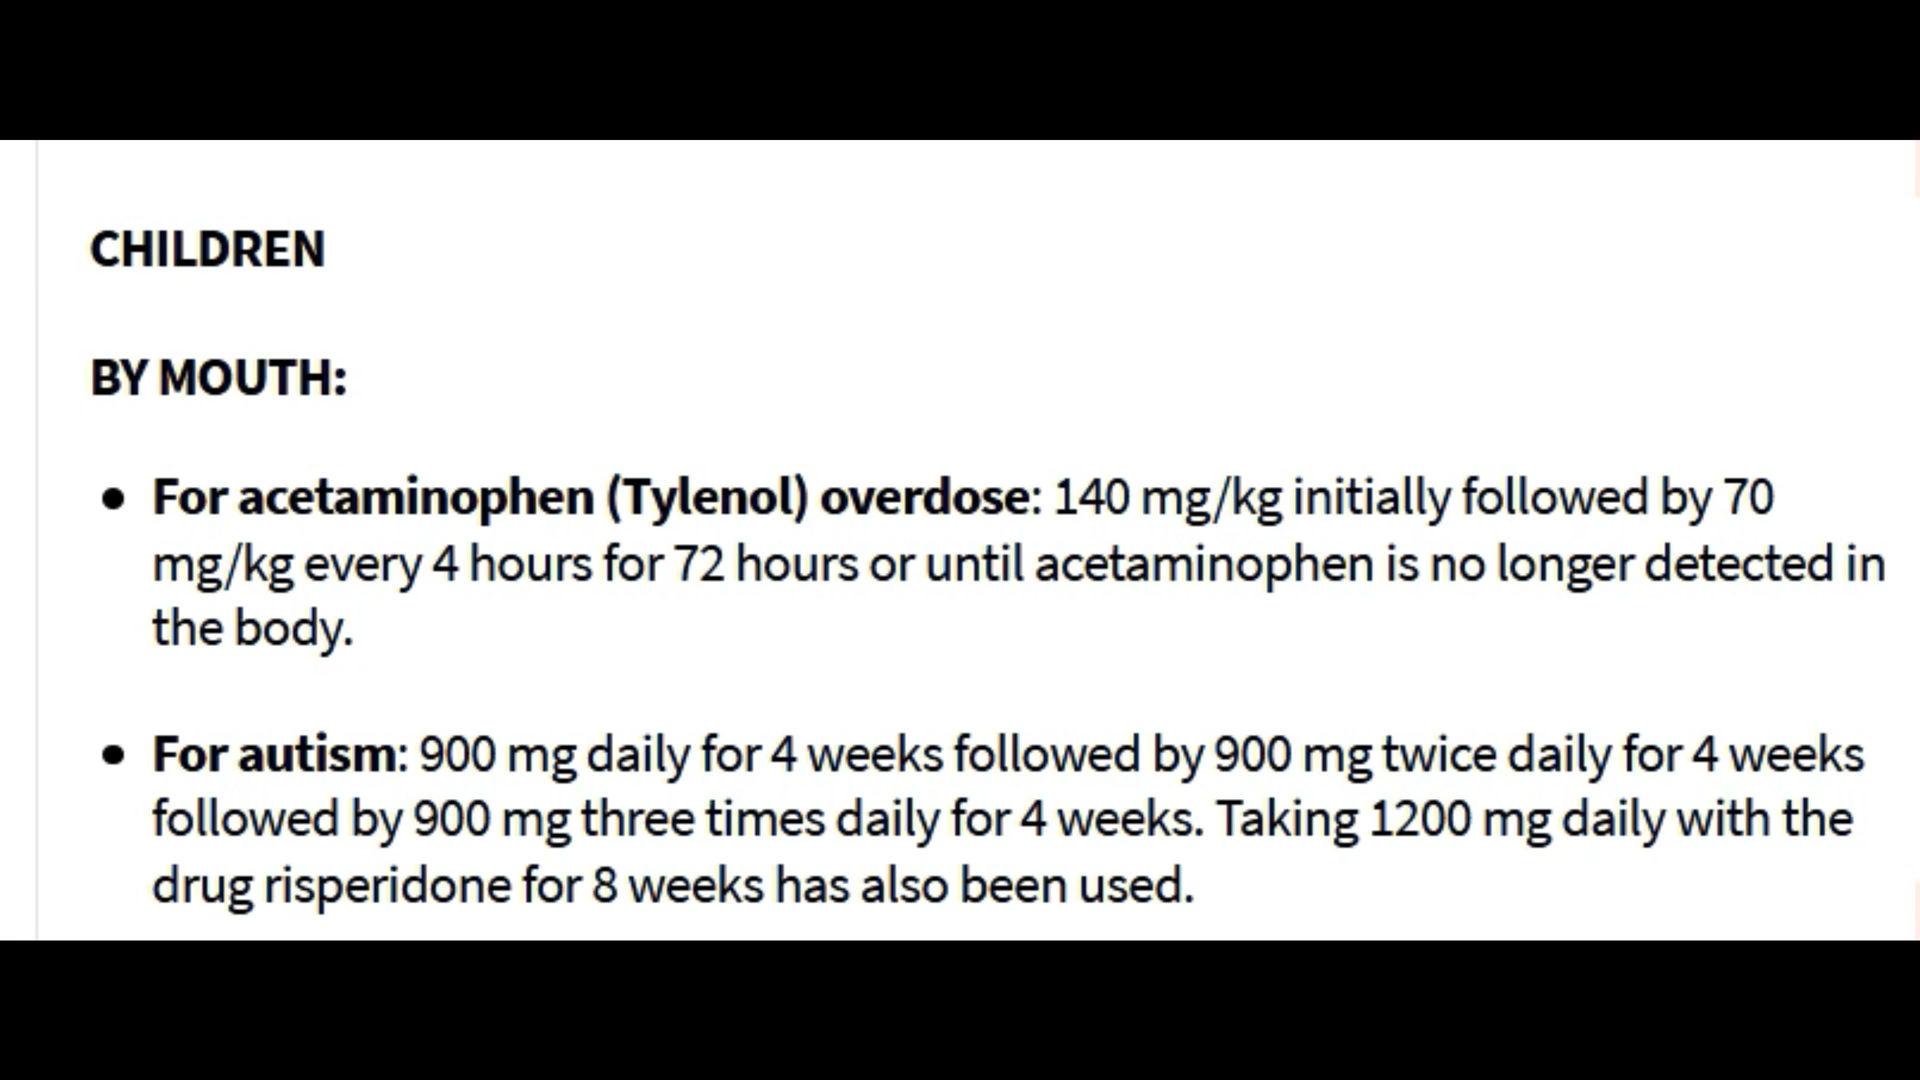 CHILDREN
BY MOUTH:
• For acetaminophen (Tylenol) overdose: 140 mg/kg initially followed by 70
mg/kg every 4 hours for 72 hours or until acetaminophen is no longer detected in
the body.
• For autism: 900 mg daily for 4 weeks followed by 900 mg twice daily for 4 weeks
followed by 900 mg three times daily for 4 weeks. Taking 1200 mg daily with the
drug risperidone for 8 weeks has also been used.